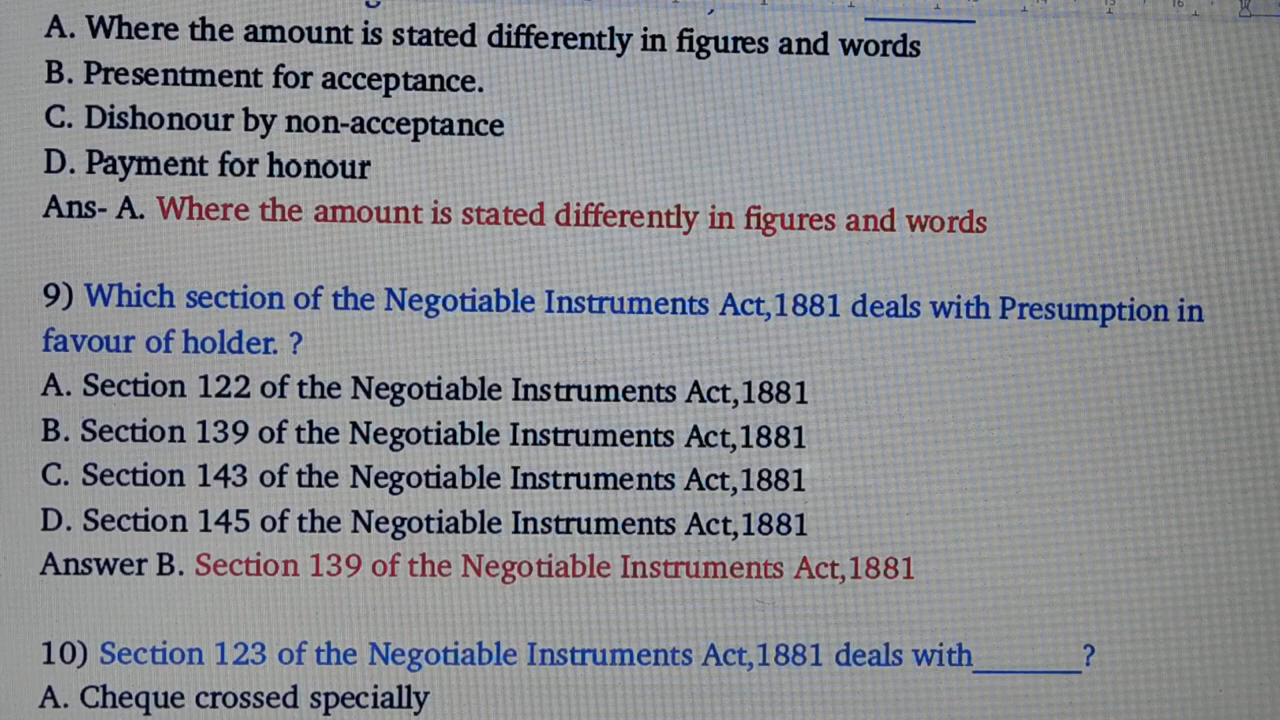 A. Where the amount is stated differently in figures and words
B. Presentment for acceptance.
C. Dishonour by non-acceptance
D. Payment for honour
Ans- A. Where the amount is stated differently in figures and words
9) Which section of the Negotiable Instruments Act,1881 deals with Presumption in
favour of holder. ?
A. Section 122 of the Negotiable Instruments Act,1881
B. Section 139 of the Negotiable Instruments Act,1881
C. Section 143 of the Negotiable Instruments Act,1881
D. Section 145 of the Negotiable Instruments Act,1881
Answer B. Section 139 of the Negotiable Instruments Act,1881
10) Section 123 of the Negotiable Instruments Act,1881 deals with_______?
A. Cheque crossed specially